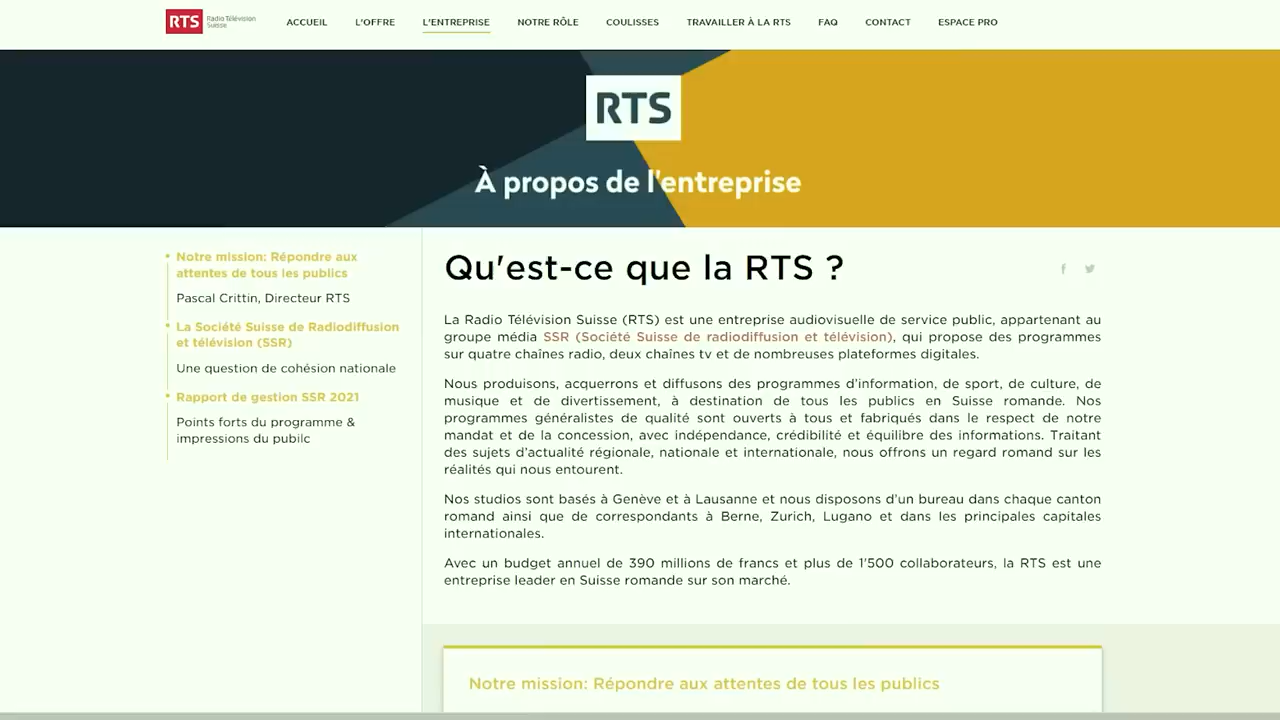 RTS Radio Télévision
Suisse
ACCUEIL L'OFFRE L'ENTREPRISE NOTRE RÔLE COULISSES TRAVAILLER À LA RTS FAQ CONTACT ESPACE PRO
RTS
À propos de l'entreprise
Notre mission: Répondre aux
attentes de tous les publics
Pascal Crittin, Directeur RTS
La Société Suisse de Radiodiffusion
et télévision (SSR)
Une question de cohésion nationale
Rapport de gestion SSR 2021
Points forts du programme &
impressions du pubilc
Qu'est-ce que la RTS ?
La Radio Télévision Suisse (RTS) est une entreprise audiovisuelle de service public, appartenant au
groupe média SSR (Société Suisse de radiodiffusion et télévision), qui propose des programmes
sur quatre chaînes radio, deux chaînes tv et de nombreuses plateformes digitales.
Nous produisons, acquerrons et diffusons des programmes d'information, de sport, de culture, de
musique et de divertissement, à destination de tous les publics en Suisse romande. Nos
programmes généralistes de qualité sont ouverts à tous et fabriqués dans le respect de notre
mandat et de la concession, avec indépendance, crédibilité et équilibre des informations. Traitant
des sujets d'actualité régionale, nationale et internationale, nous offrons un regard romand sur les
réalités qui nous entourent.
Nos studios sont basés à Genève et à Lausanne et nous disposons d'un bureau dans chaque canton
romand ainsi que de correspondants à Berne, Zurich, Lugano et dans les principales capitales
internationales.
Avec un budget annuel de 390 millions de francs et plus de 1'500 collaborateurs, la RTS est une
entreprise leader en Suisse romande sur son marché.
Notre mission: Répondre aux attentes de tous les publics